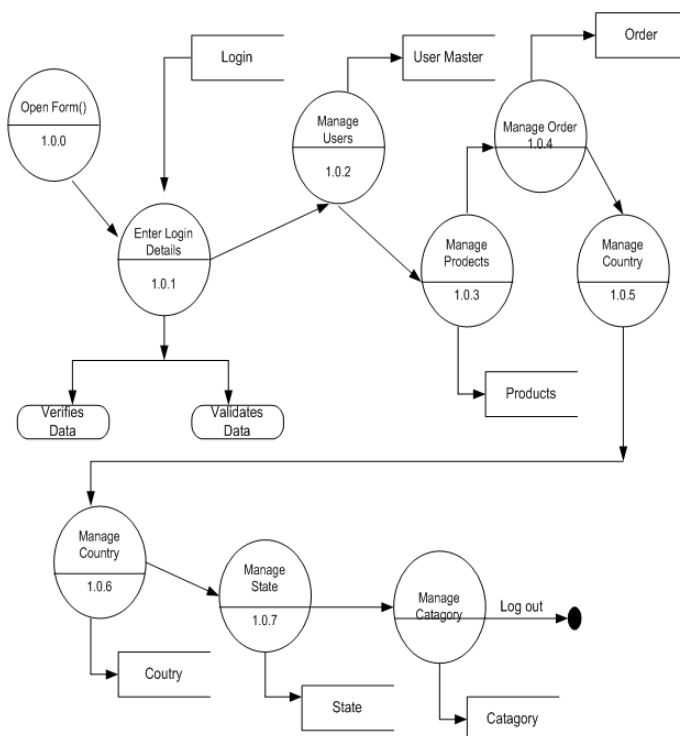 Open Form()
1.0.0
Login
Enter Login
Details
1.0.1
Verifies
Data
Validates
Data
Manage
Users
1.0.2
User Master
Manage
Prodects
1.0.3
Products
Manage Order
1.0.4
Order
Manage
Country
1.0.5
Manage
Country
1.0.6
Coutry
Manage
State
1.0.7
State
Manage
Catagory
Catagory
Log out